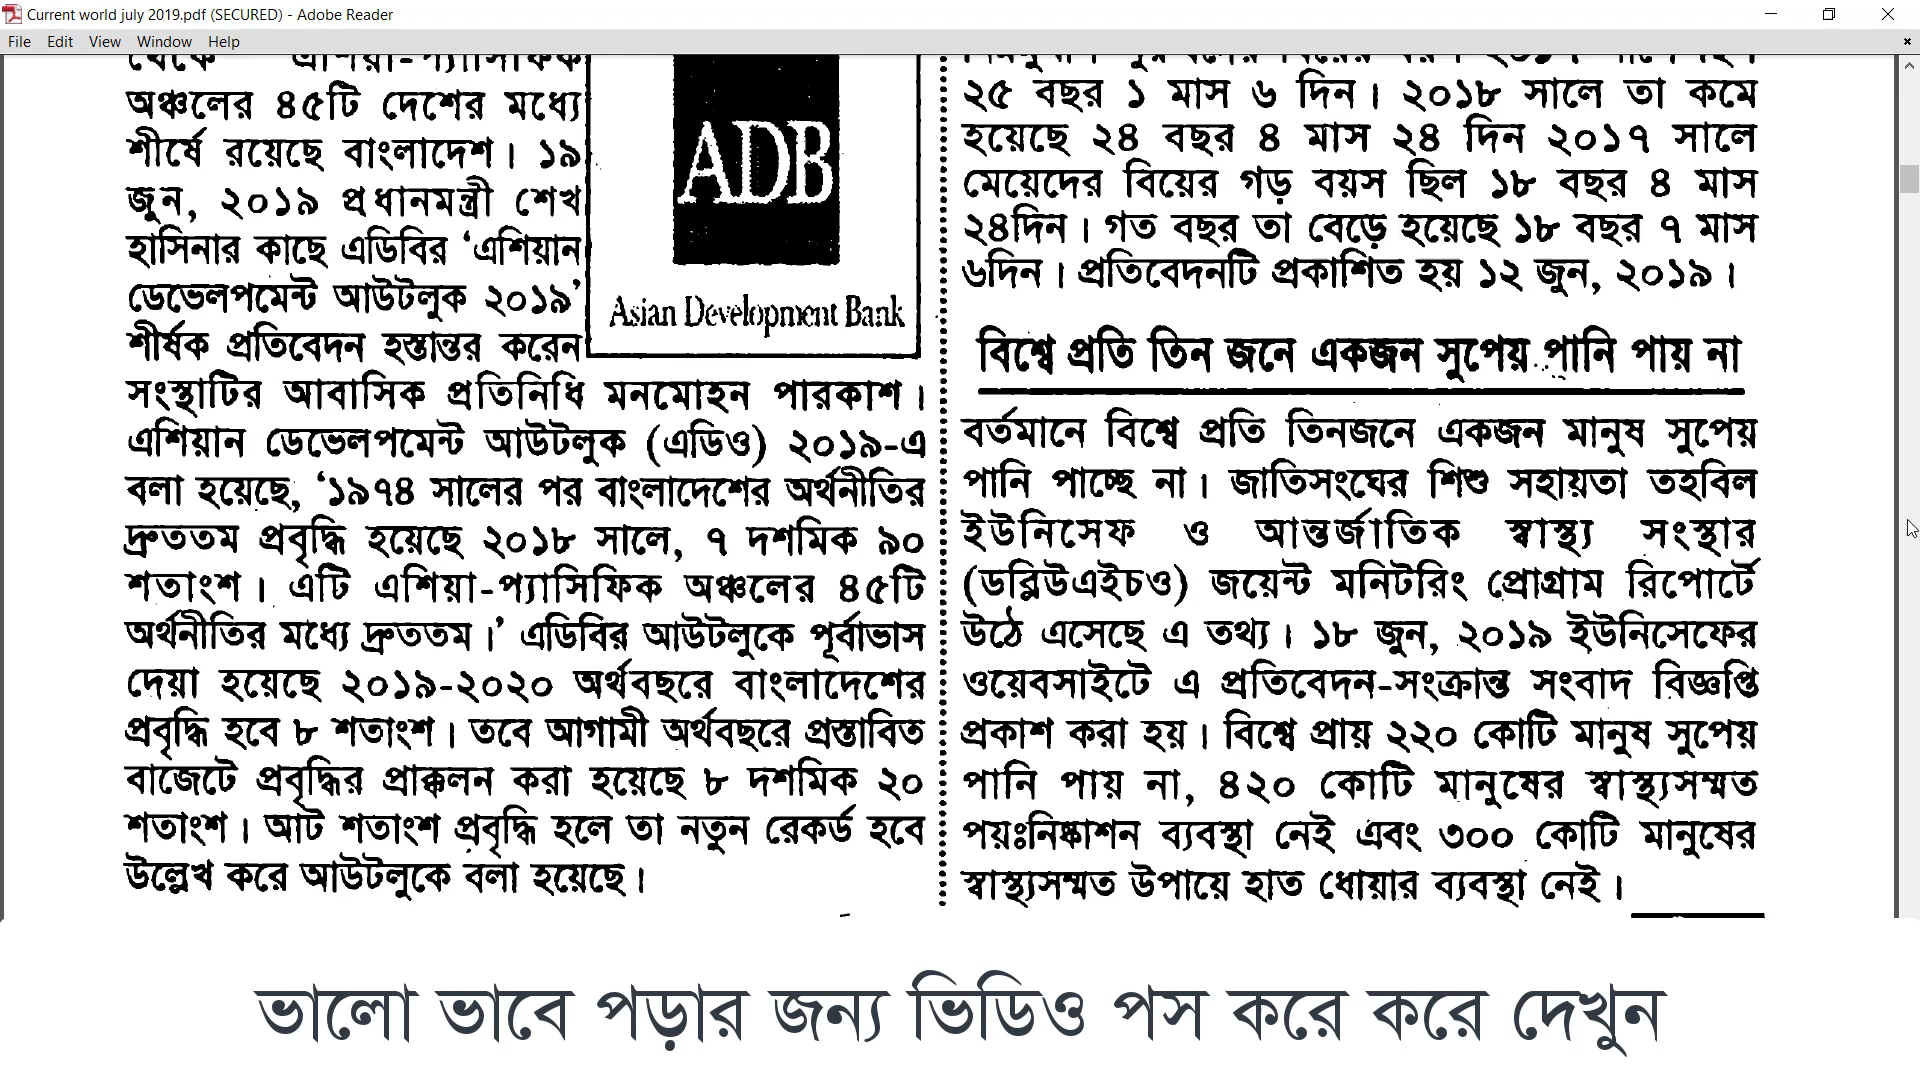 Current world july 2019.pdf (SECURED) - Adobe Reader
File Edit View Window Help
থেকে এশিয়া-প্যাসিফিক
অঞ্চলের ৪৫টি দেশের মধ্যে
শীর্ষে রয়েছে বাংলাদেশ। ১৯
জুন, ২০১৯ প্রধানমন্ত্রী শেখ
হাসিনার কাছে এডিবির ‘এশিয়ান
ডেভেলপমেন্ট আউটলুক ২০১৯’
শীর্ষক প্রতিবেদন হস্তান্তর করেন
ADB
Asian Development Bank
সংস্থাটির আবাসিক প্রতিনিধি মনমোহন পারকাশ।
এশিয়ান ডেভেলপমেন্ট আউটলুক (এডিও) ২০১৯-এ
বলা হয়েছে, ‘১৯৭৪ সালের পর বাংলাদেশের অর্থনীতির
দ্রুততম প্রবৃদ্ধি হয়েছে ২০১৮ সালে, ৭ দশমিক ৯০
শতাংশ। এটি এশিয়া-প্যাসিফিক অঞ্চলের ৪৫টি
অর্থনীতির মধ্যে দ্রুততম।’ এডিবির আউটলুকে পূর্বাভাস
দেয়া হয়েছে ২০১৯-২০২০ অর্থবছরে বাংলাদেশের
প্রবৃদ্ধি হবে ৮ শতাংশ। তবে আগামী অর্থবছরে প্রস্তাবিত
বাজেটে প্রবৃদ্ধির প্রাক্কলন করা হয়েছে ৮ দশমিক ২০
শতাংশ। আট শতাংশ প্রবৃদ্ধি হলে তা নতুন রেকর্ড হবে
উল্লেখ করে আউটলুকে বলা হয়েছে।
২৫ বছর ১ মাস ৬ দিন। ২০১৮ সালে তা কমে
হয়েছে ২৪ বছর ৪ মাস ২৪ দিন ২০১৭ সালে
মেয়েদের বিয়ের গড় বয়স ছিল ১৮ বছর ৪ মাস
২৪দিন। গত বছর তা বেড়ে হয়েছে ১৮ বছর ৭ মাস
৬দিন। প্রতিবেদনটি প্রকাশিত হয় ১২ জুন, ২০১৯।
বিশ্বে প্রতি তিন জনে একজন সুপেয় পানি পায় না
বর্তমানে বিশ্বে প্রতি তিনজনে একজন মানুষ সুপেয়
পানি পাচ্ছে না। জাতিসংঘের শিশু সহায়তা তহবিল
ইউনিসেফ ও আন্তর্জাতিক স্বাস্থ্য সংস্থার
(ডব্লিউএইচও) জয়েন্ট মনিটরিং প্রোগ্রাম রিপোর্টে
উঠে এসেছে এ তথ্য। ১৮ জুন, ২০১৯ ইউনিসেফের
ওয়েবসাইটে এ প্রতিবেদন-সংক্রান্ত সংবাদ বিজ্ঞপ্তি
প্রকাশ করা হয়। বিশ্বে প্রায় ২২০ কোটি মানুষ সুপেয়
পানি পায় না, ৪২০ কোটি মানুষের স্বাস্থ্যসম্মত
পয়ঃনিষ্কাশন ব্যবস্থা নেই এবং ৩০০ কোটি মানুষের
স্বাস্থ্যসম্মত উপায়ে হাত ধোয়ার ব্যবস্থা নেই।
ভালো ভাবে পড়ার জন্য ভিডিও পস করে করে দেখুন